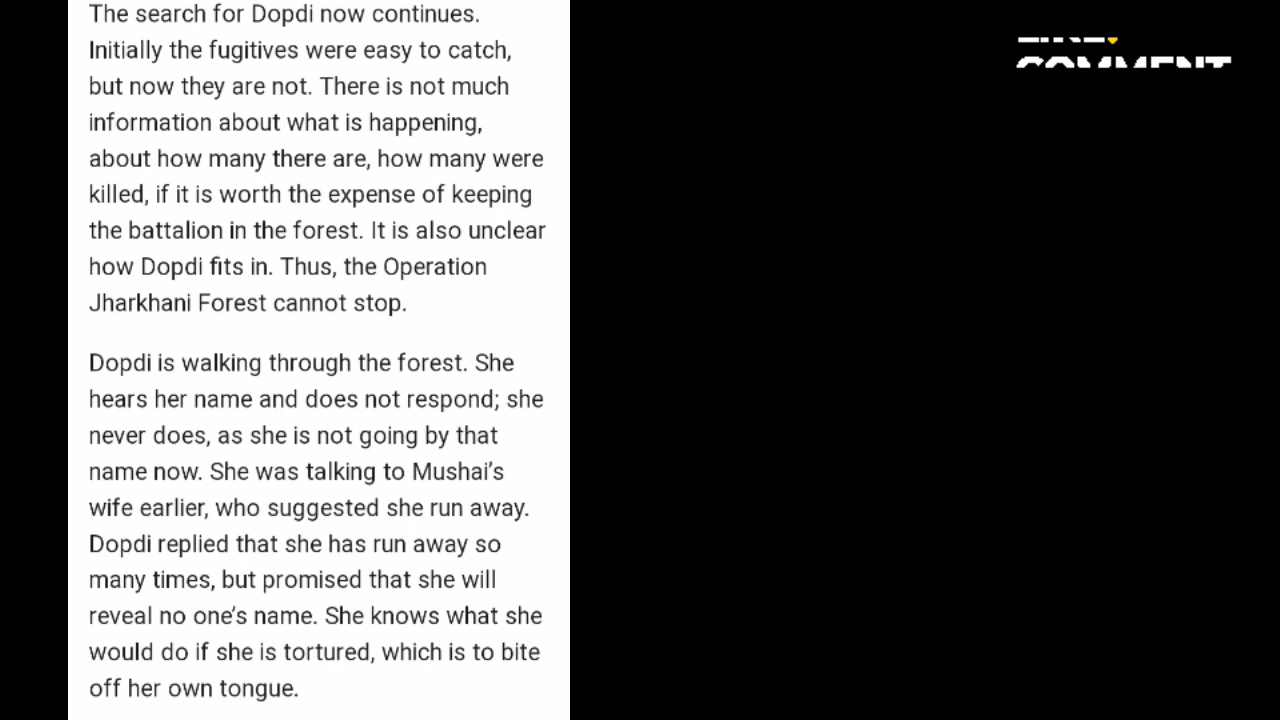 The search for Dopdi now continues.
Initially the fugitives were easy to catch,
but now they are not. There is not much
information about what is happening,
about how many there are, how many were
killed, if it is worth the expense of keeping
the battalion in the forest. It is also unclear
how Dopdi fits in. Thus, the Operation
Jharkhani Forest cannot stop.
Dopdi is walking through the forest. She
hears her name and does not respond; she
never does, as she is not going by that
name now. She was talking to Mushai’s
wife earlier, who suggested she run away.
Dopdi replied that she has run away so
many times, but promised that she will
reveal no one’s name. She knows what she
would do if she is tortured, which is to bite
off her own tongue.
COMMENT